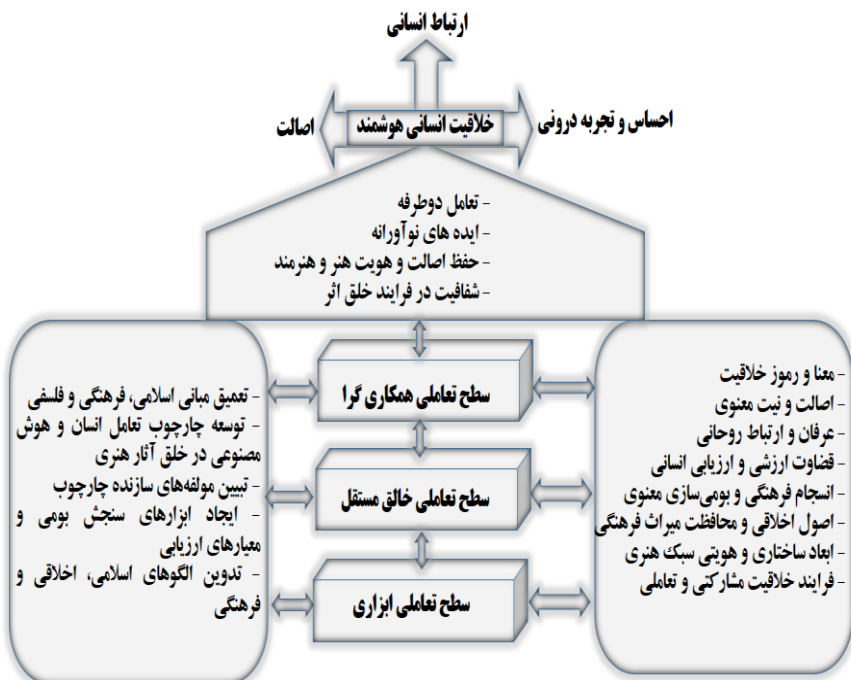 ارتباط انسانی
احساس و تجربه درونی
خلاقیت انسانی هوشمند
اصالت
- تعامل دوطرفه
- ایده های نوآورانه
- حفظ اصالت و هویت هنر و هنرمند
- شفافیت در فرایند خلق اثر
- معنا و رموز خلاقیت
- اصالت و نیت معنوی
- عرفان و ارتباط روحانی
- قضاوت ارزشی و ارزیابی انسانی
- انسجام فرهنگی و بومی‌سازی معنوی
- اصول اخلاقی و محافظت میراث فرهنگی
- ابعاد ساختاری و هویتی سبک هنری
- فرایند خلاقیت مشارکتی و تعاملی
سطح تعاملی همکاری گرا
سطح تعاملی خالق مستقل
سطح تعاملی ابزاری
- تعمیق مبانی اسلامی، فرهنگی و فلسفی
- توسعه چارچوب تعامل انسان و هوش
مصنوعی در خلق آثار هنری
- تبیین مولفه‌های سازنده چارچوب
- ایجاد ابزارهای سنجش بومی و
معیارهای ارزیابی
- تدوین الگوهای اسلامی، اخلاقی و
فرهنگی